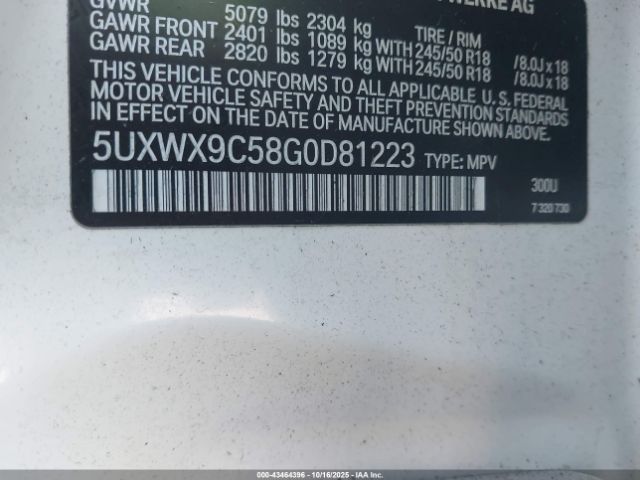 GVWR 5079 lbs 2304 kg WERKE AG
GAWR FRONT 2401 lbs 1089 kg WITH 245/50 R18 /8.0J x 18
GAWR REAR 2820 lbs 1279 kg WITH 245/50 R18 /8.0J x 18
TIRE / RIM
THIS VEHICLE CONFORMS TO ALL APPLICABLE U. S. FEDERAL
MOTOR VEHICLE SAFETY AND THEFT PREVENTION STANDARDS
IN EFFECT ON THE DATE OF MANUFACTURE SHOWN ABOVE.
5UXWX9C58G0D81223 TYPE: MPV
300U
7 320 730
000-43464396 - 10/16/2025 - IAA Inc.